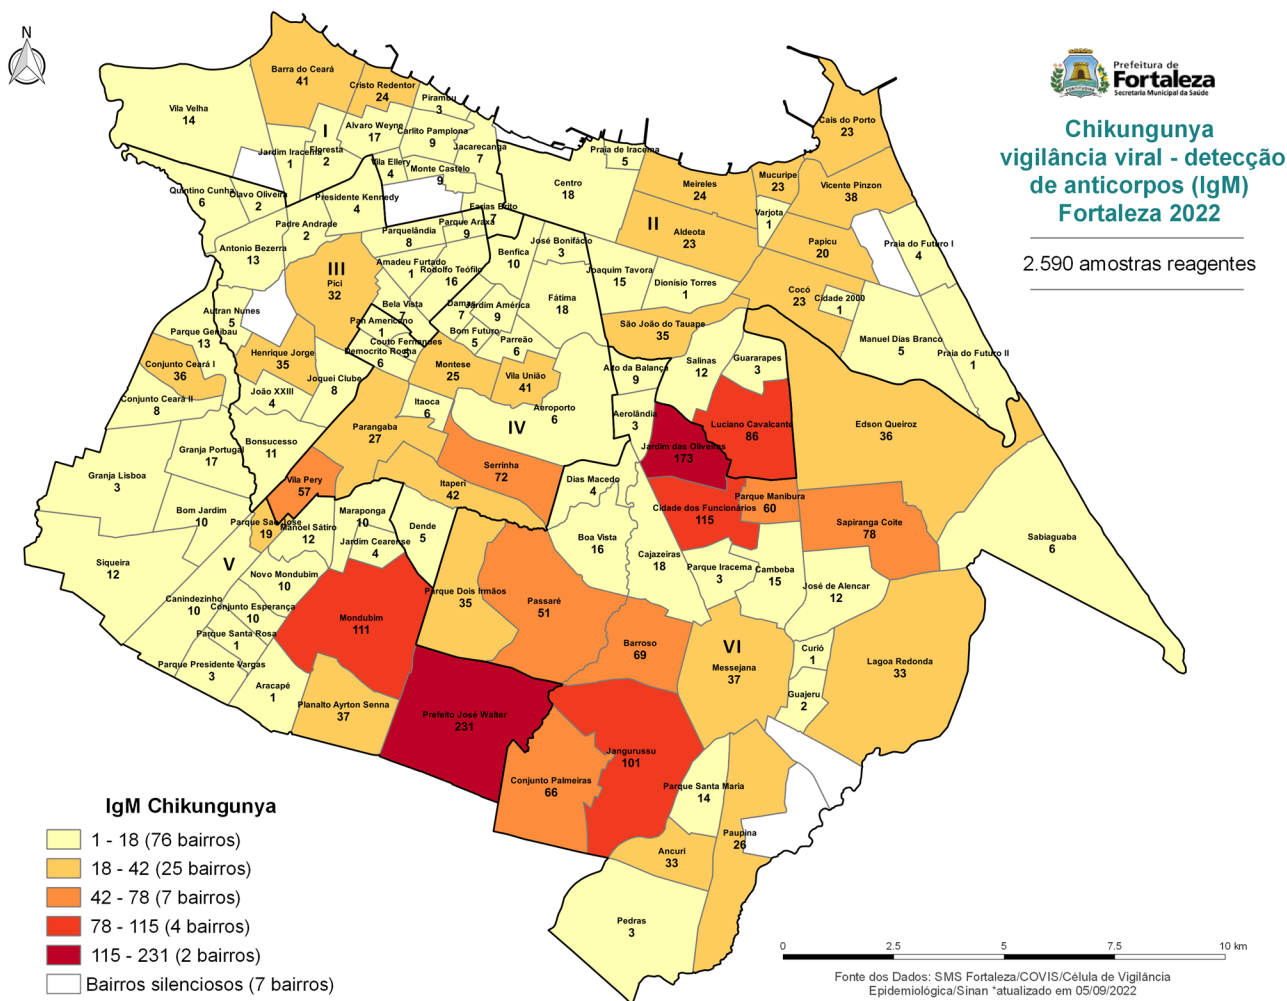 N
Prefeitura de
Fortaleza
Secretaria Municipal da Saúde
Chikungunya
vigilância viral - detecção
de anticorpos (IgM)
Fortaleza 2022
2.590 amostras reagentes
Barra do Ceará
41
Cristo Redentor
24
Pirambu
3
Vila Velha
14
I
Alvaro Weyne
17
Carlito Pamplona
9
Jacarecanga
7
Floresta
2
Jardim Iracema
1
Vila Ellery
4
Monte Castelo
9
Praia de Iracema
5
Cais do Porto
23
Quintino Cunha
6
Olavo Oliveira
2
Presidente Kennedy
4
Centro
18
Meireles
24
Mucuripe
23
Vicente Pinzon
38
Farias Brito
7
Padre Andrade
2
Parque Araxá
9
Parquelândia
8
II
Aldeota
23
Varjota
1
Papicu
20
Praia do Futuro I
4
Antonio Bezerra
13
III
Pici
32
Amadeu Furtado
1
Rodolfo Teófilo
16
Benfica
10
José Bonifácio
3
Joaquim Tavora
15
Dionísio Torres
1
Cocó
23
Cidade 2000
1
Autran Nunes
5
Bela Vista
7
Damas
7
Jardim América
9
Fátima
18
Parque Genibau
13
Pan Americano
1
Couto Fernandes
Bom Futuro
5
Parreão
6
São João do Tauape
35
Manuel Dias Branco
5
Praia do Futuro II
1
Henrique Jorge
35
Democrito Rocha
6
Conjunto Ceará I
36
Joquei Clube
8
Montese
25
Vila União
41
Alto da Balança
9
Salinas
12
Guararapes
3
João XXIII
4
Conjunto Ceará II
8
Itaoca
6
Aeroporto
6
IV
Aerolândia
3
Parangaba
27
Luciano Cavalcante
86
Edson Queiroz
36
Bonsucesso
11
Jardim das Oliveiras
173
Granja Portugal
17
Serrinha
72
Granja Lisboa
3
Vila Pery
57
Itaperi
42
Dias Macedo
4
Parque Manibura
60
Cidade dos Funcionários
115
Bom Jardim
10
Parque Sao Jose
19
Manoel Sátiro
12
Maraponga
10
Dende
5
Jardim Cearense
4
Boa Vista
16
Sapiranga Coite
78
Sabiaguaba
6
Siqueira
12
V
Cajazeiras
18
Parque Iracema
3
Cambeba
15
Novo Mondubim
10
José de Alencar
12
Canindezinho
10
Conjunto Esperança
10
Parque Dois Irmãos
35
Passaré
51
Mondubim
111
Parque Santa Rosa
1
Barroso
69
VI
Messejana
37
Curió
1
Lagoa Redonda
33
Parque Presidente Vargas
3
Aracapé
1
Guajeru
2
Planalto Ayrton Senna
37
Prefeito José Walter
231
Jangurussu
101
Conjunto Palmeiras
66
Parque Santa Maria
14
Paupina
26
Ancuri
33
Pedras
3
IgM Chikungunya
1 - 18 (76 bairros)
18 - 42 (25 bairros)
42 - 78 (7 bairros)
78 - 115 (4 bairros)
115 - 231 (2 bairros)
Bairros silenciosos (7 bairros)
0 2.5 5 7.5 10 km
Fonte dos Dados: SMS Fortaleza/COVIS/Célula de Vigilância
Epidemiológica/Sinan *atualizado em 05/09/2022